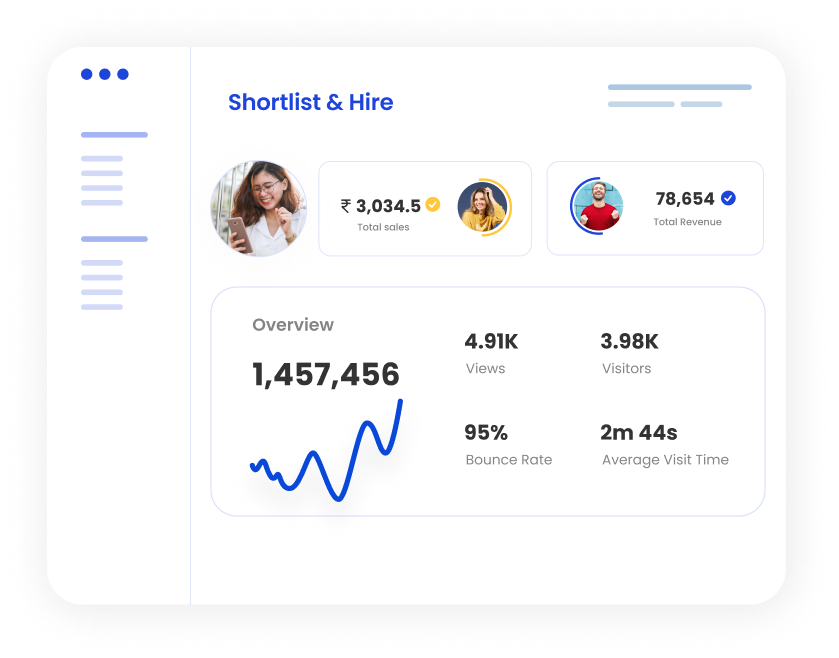 Shortlist & Hire
₹ 3,034.5
Total sales
78,654
Total Revenue
Overview
1,457,456
4.91K
Views
3.98K
Visitors
95%
Bounce Rate
2m 44s
Average Visit Time